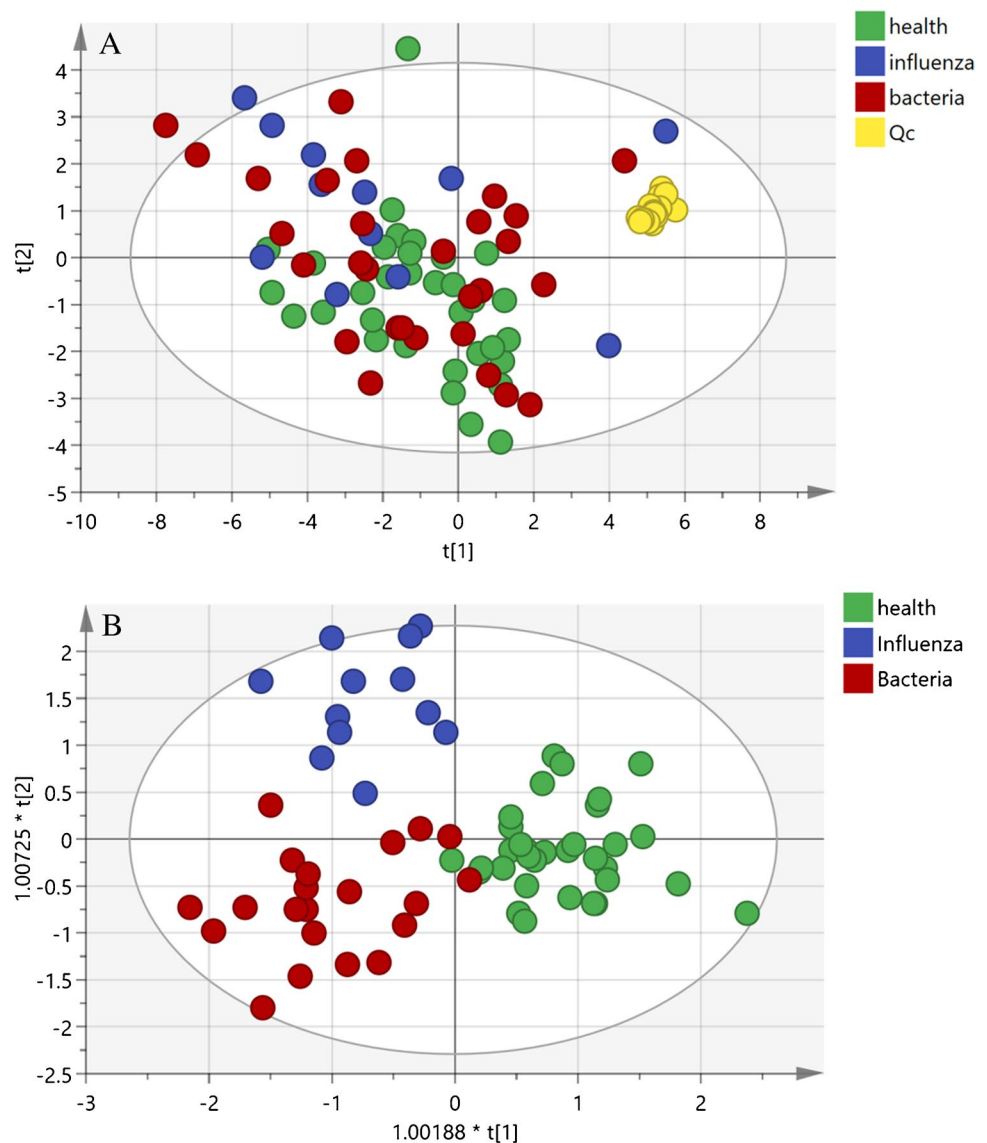 A
health
influenza
bacteria
Qc
4
3
2
1
0
-1
-2
-3
-4
-5
t[2]
-10 -8 -6 -4 -2 0 2 4 6 8
t[1]
B
health
Influenza
Bacteria
2
1.5
1
0.5
0
-0.5
-1
-1.5
-2
-2.5
1.00725 * t[2]
-3 -2 -1 0 1 2
1.00188 * t[1]